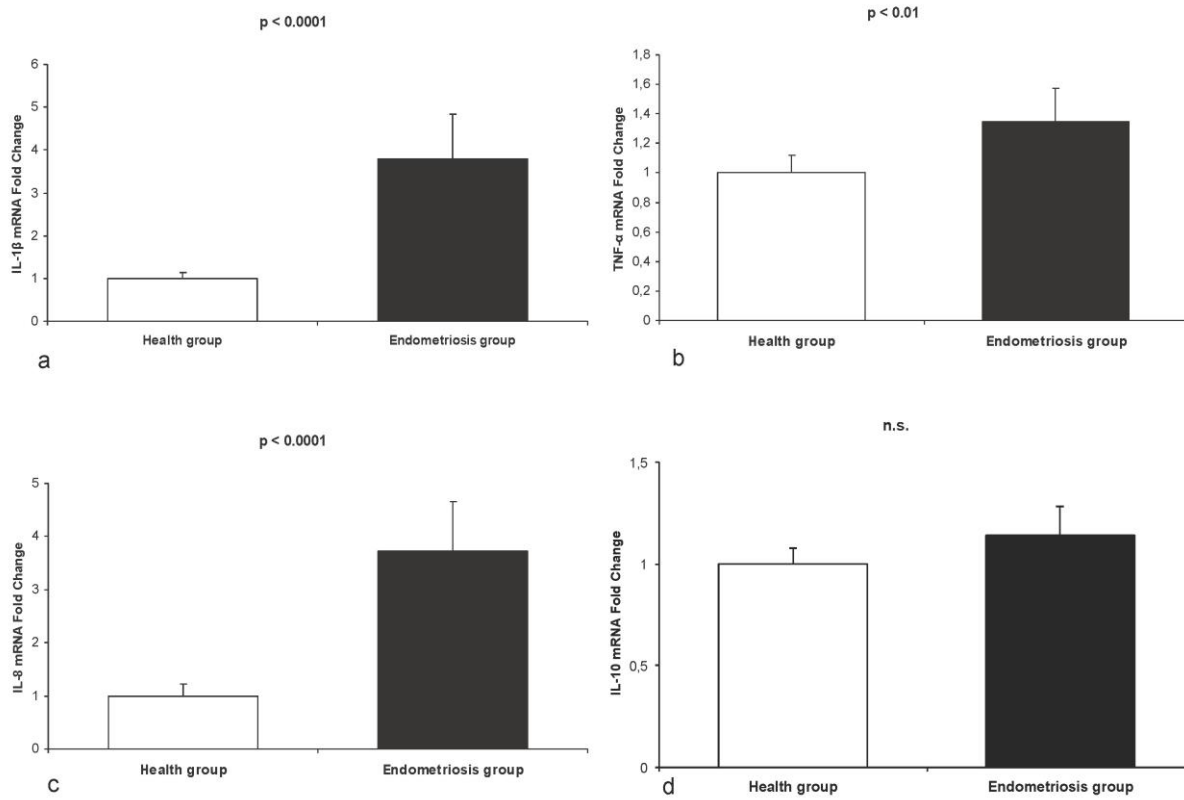 p < 0.0001
IL-1β mRNA Fold Change
6
5
4
3
2
1
0
Health group
Endometriosis group
a
p < 0.01
TNF-α mRNA Fold Change
1,8
1,6
1,4
1,2
1
0,8
0,6
0,4
0,2
0
Health group
Endometriosis group
b
p < 0.0001
IL-8 mRNA Fold Change
5
4
3
2
1
0
Health group
Endometriosis group
c
n.s.
IL-10 mRNA Fold Change
1,5
1
0,5
0
Health group
Endometriosis group
d